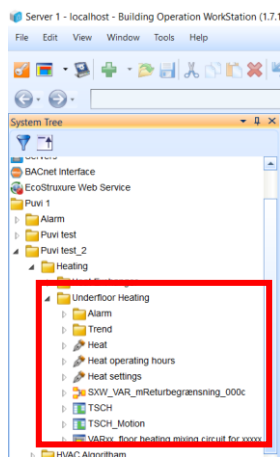 Server 1 - localhost - Building Operation WorkStation (1.7.1
File Edit View Window Tools Help
System Tree
Servers
BACnet Interface
EcoStruxure Web Service
Puvi 1
Alarm
Puvi test
Puvi test_2
Heating
Underfloor Heating
Alarm
Trend
Heat
Heat operating hours
Heat settings
SXW_VAR_mReturbegrænsning_000c
TSCH
TSCH_Motion
VARxx_floor heating mixing circuit for xxxxx
HVAC Algoritham